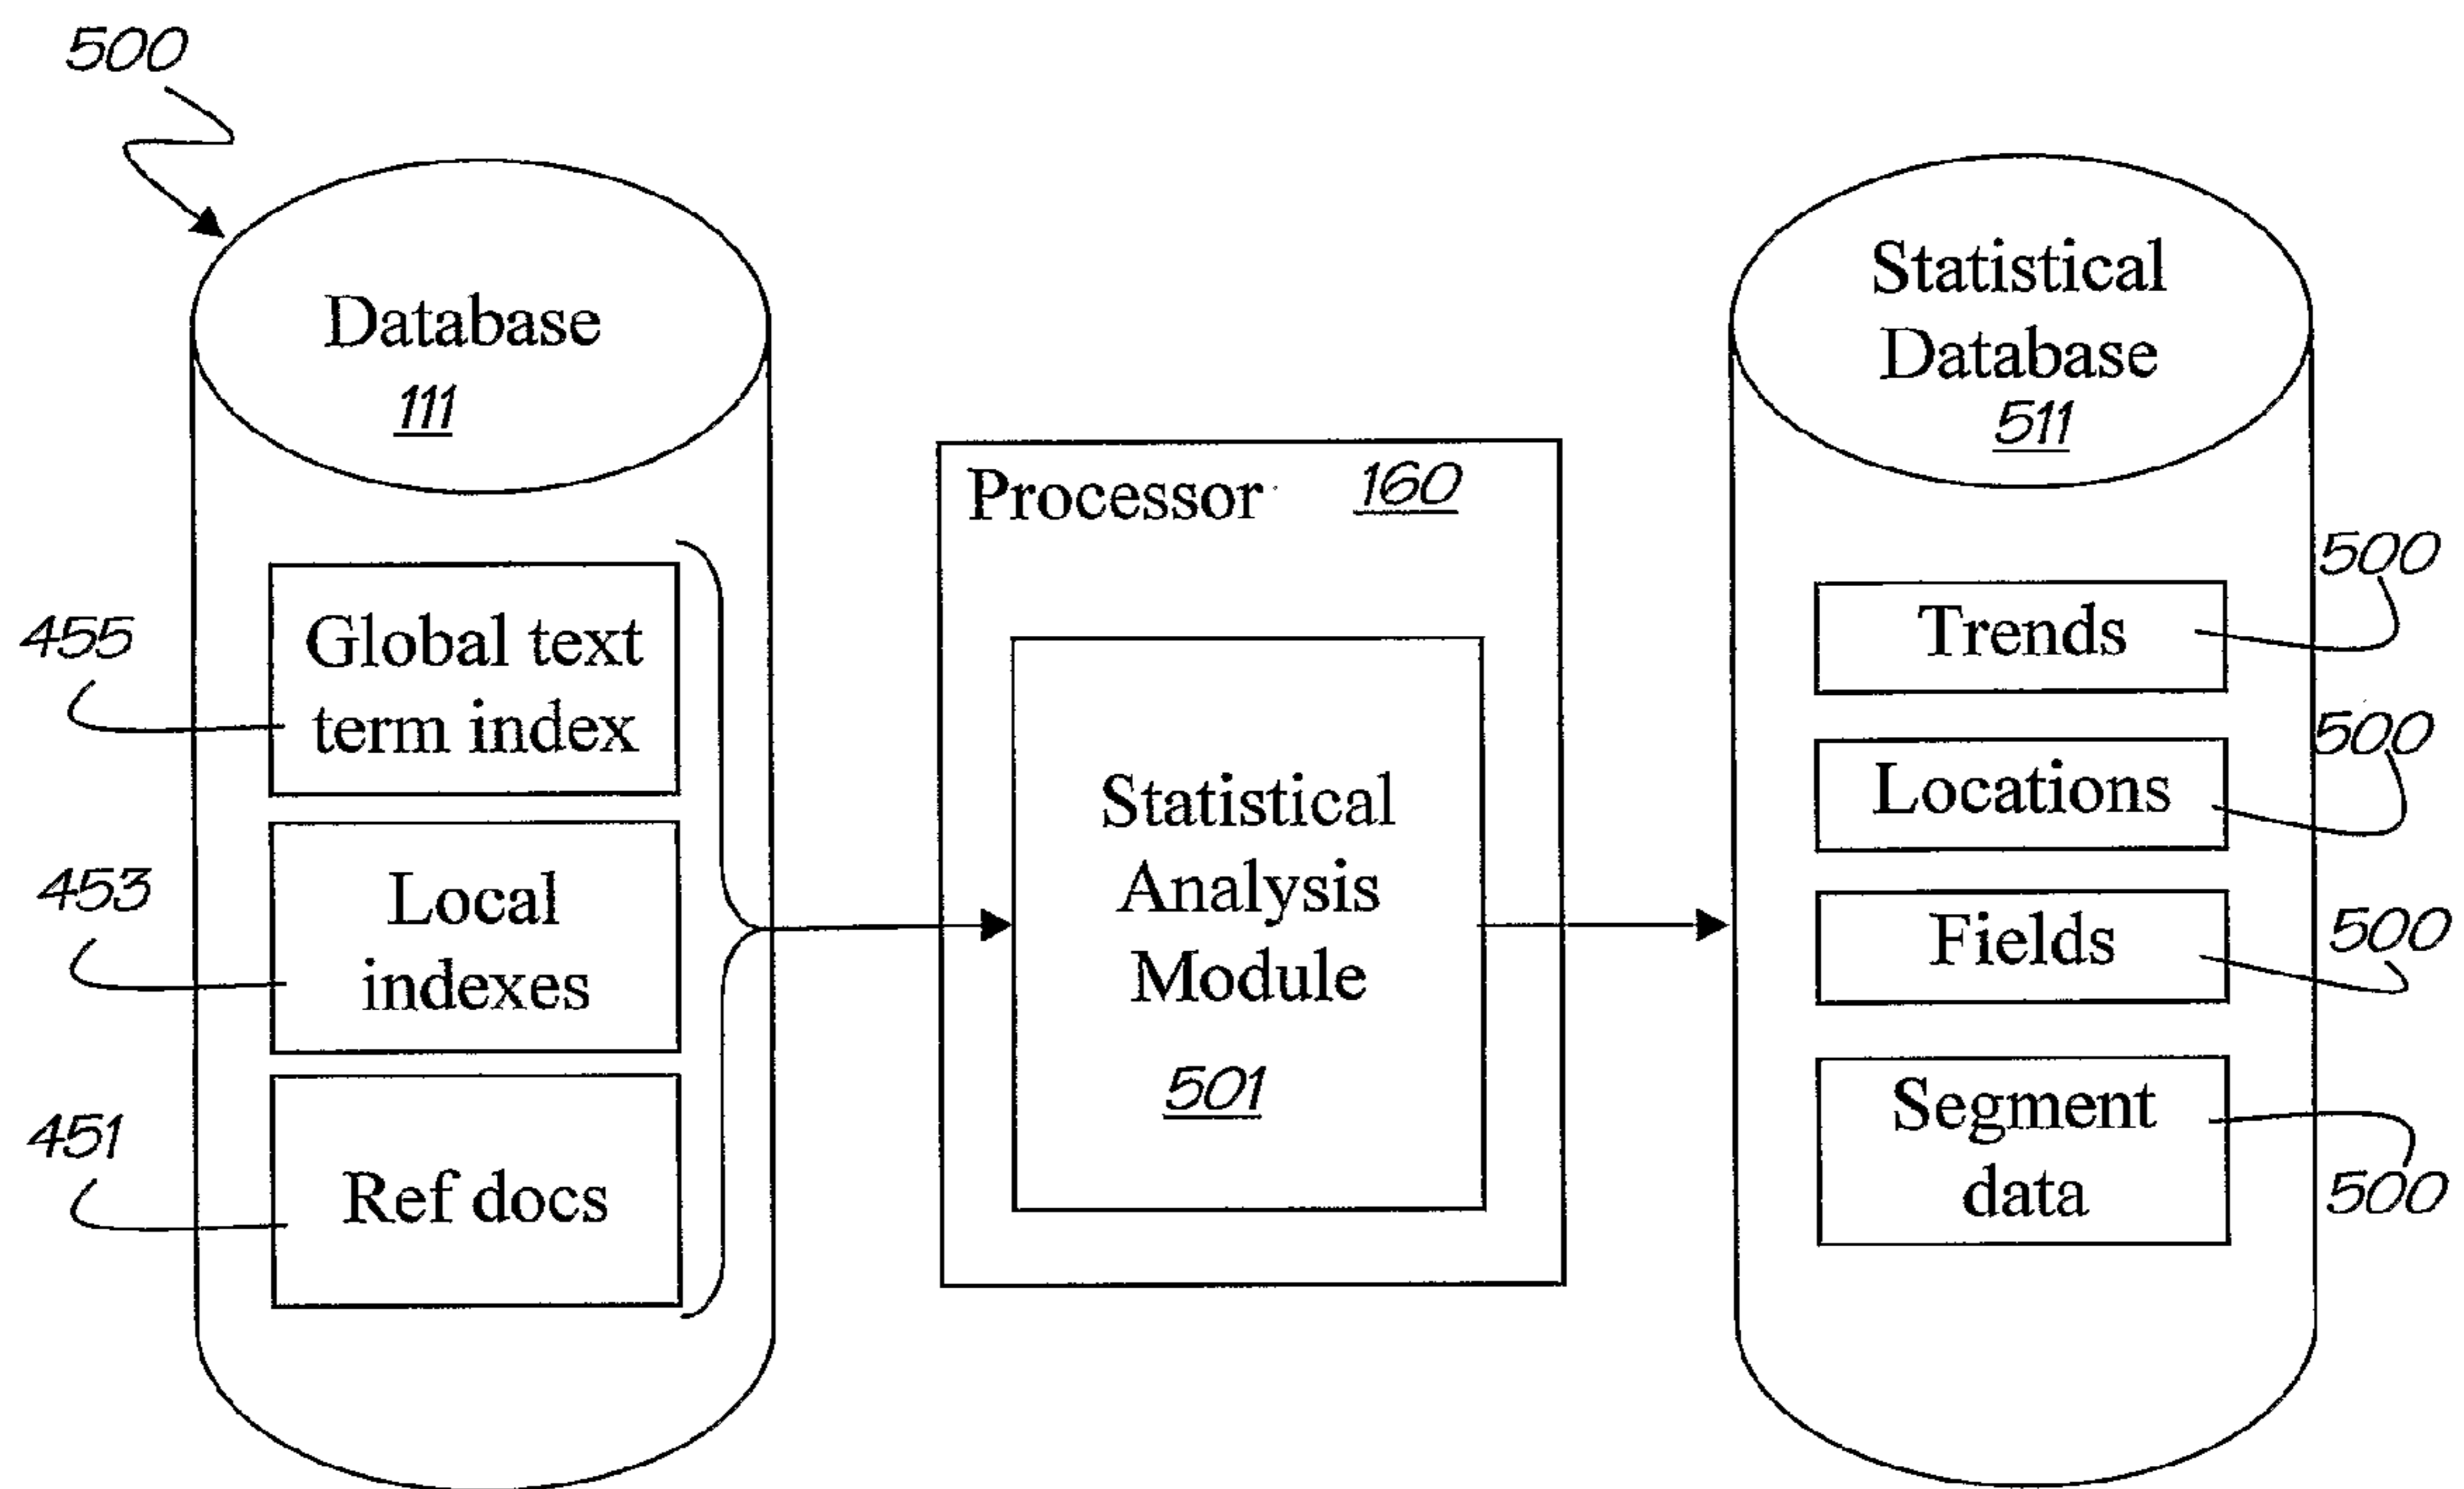 500
Database
111
455
Global text
term index
453
Local
indexes
451
Ref docs
Processor 160
Statistical
Analysis
Module
501
Statistical
Database
511
Trends
500
Locations
500
Fields
500
Segment
data
500